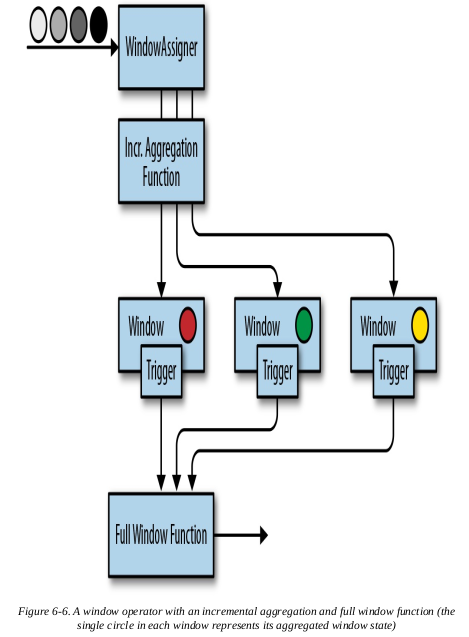 WindowAssigner
Incr. Aggregation
Function
Window
Trigger
Window
Trigger
Window
Trigger
Full Window Function
Figure 6-6. A window operator with an incremental aggregation and full window function (the
single circle in each window represents its aggregated window state)